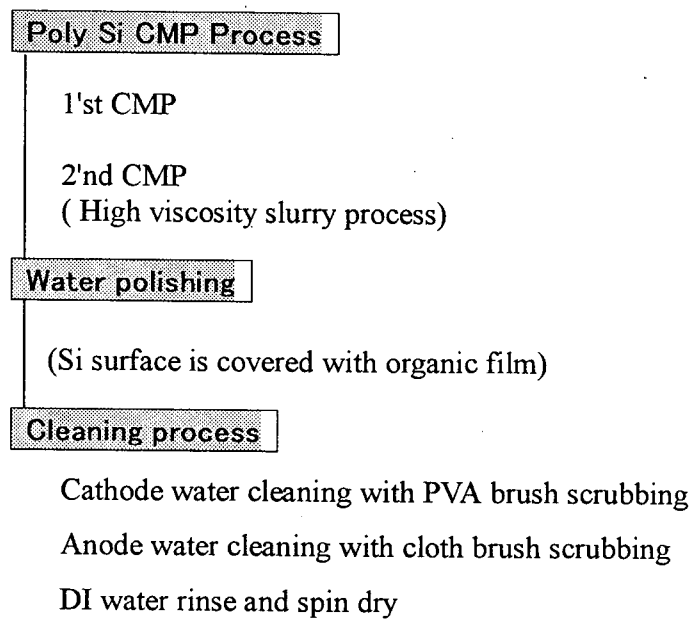 Poly Si CMP Process
1'st CMP
2'nd CMP
( High viscosity slurry process)
Water polishing
(Si surface is covered with organic film)
Cleaning process
Cathode water cleaning with PVA brush scrubbing
Anode water cleaning with cloth brush scrubbing
DI water rinse and spin dry